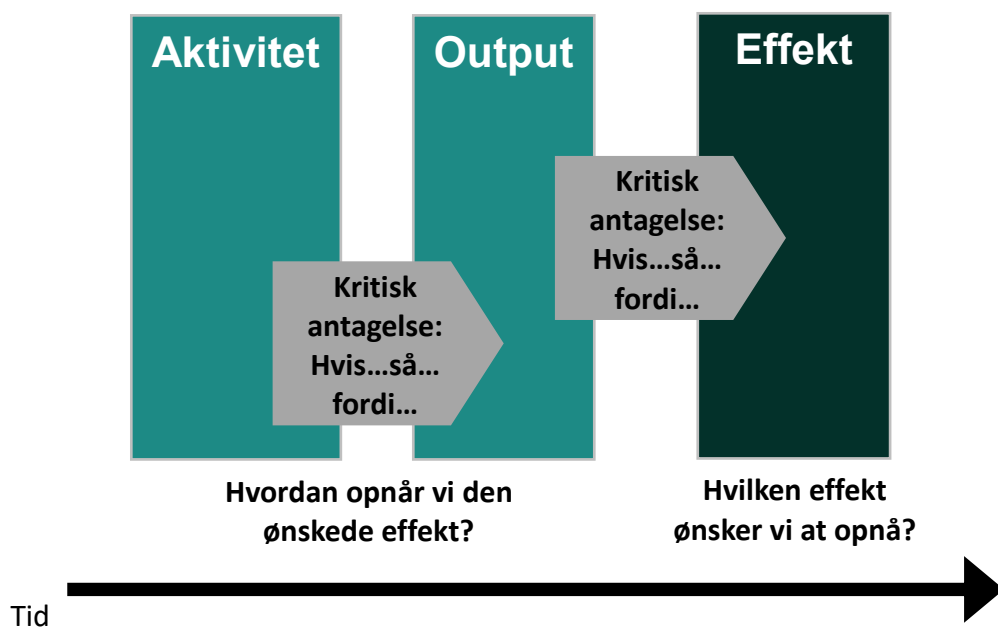 Aktivitet
Output
Effekt
Kritisk
antagelse:
Hvis...så...
fordi...
Kritisk
antagelse:
Hvis...så...
fordi...
Hvordan opnår vi den
ønskede effekt?
Hvilken effekt
ønsker vi at opnå?
Tid